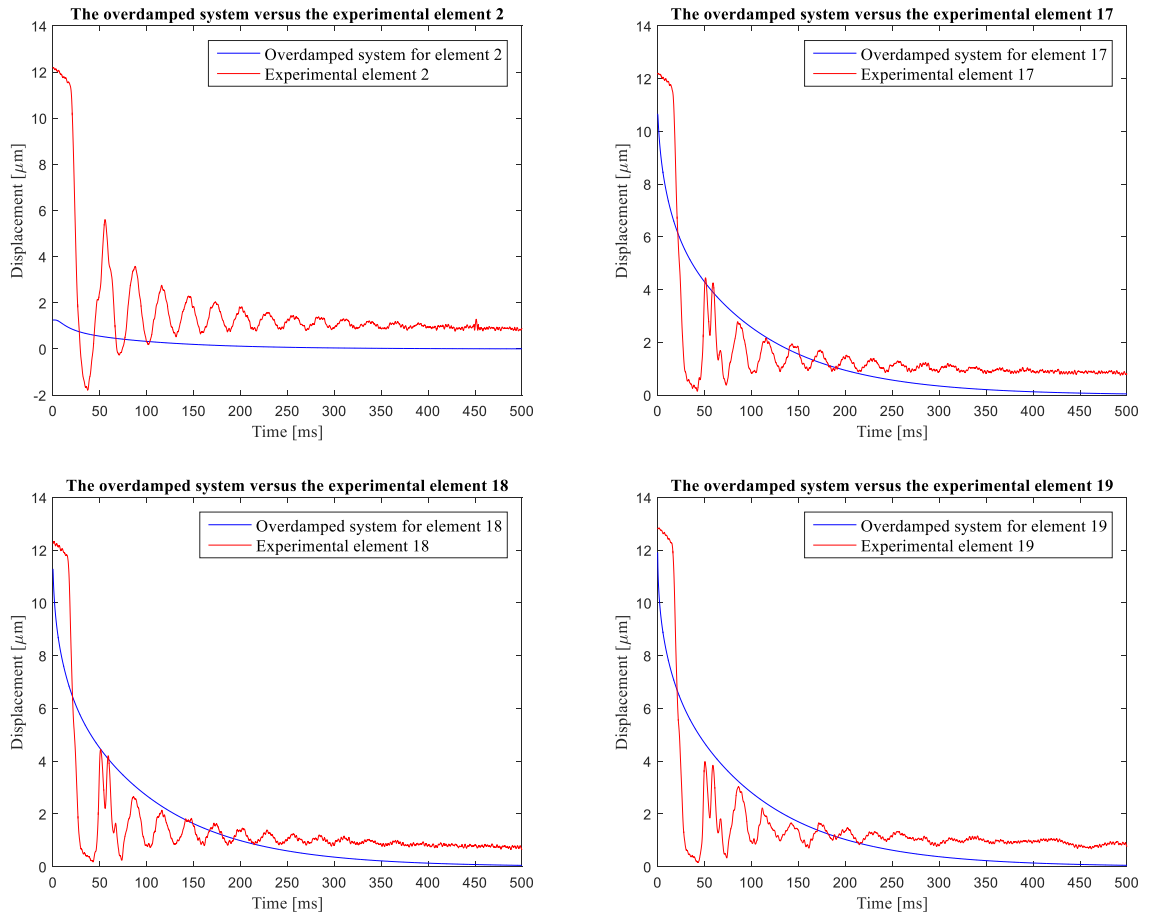 The overdamped system versus the experimental element 2
14
12
10
8
6
4
2
0
-2
Displacement [μm]
Overdamped system for element 2
Experimental element 2
0 50 100 150 200 250 300 350 400 450 500
Time [ms]
The overdamped system versus the experimental element 17
14
12
10
8
6
4
2
0
Displacement [μm]
Overdamped system for element 17
Experimental element 17
0 50 100 150 200 250 300 350 400 450 500
Time [ms]
The overdamped system versus the experimental element 18
14
12
10
8
6
4
2
0
Displacement [μm]
Overdamped system for element 18
Experimental element 18
0 50 100 150 200 250 300 350 400 450 500
Time [ms]
The overdamped system versus the experimental element 19
14
12
10
8
6
4
2
0
Displacement [μm]
Overdamped system for element 19
Experimental element 19
0 50 100 150 200 250 300 350 400 450 500
Time [ms]